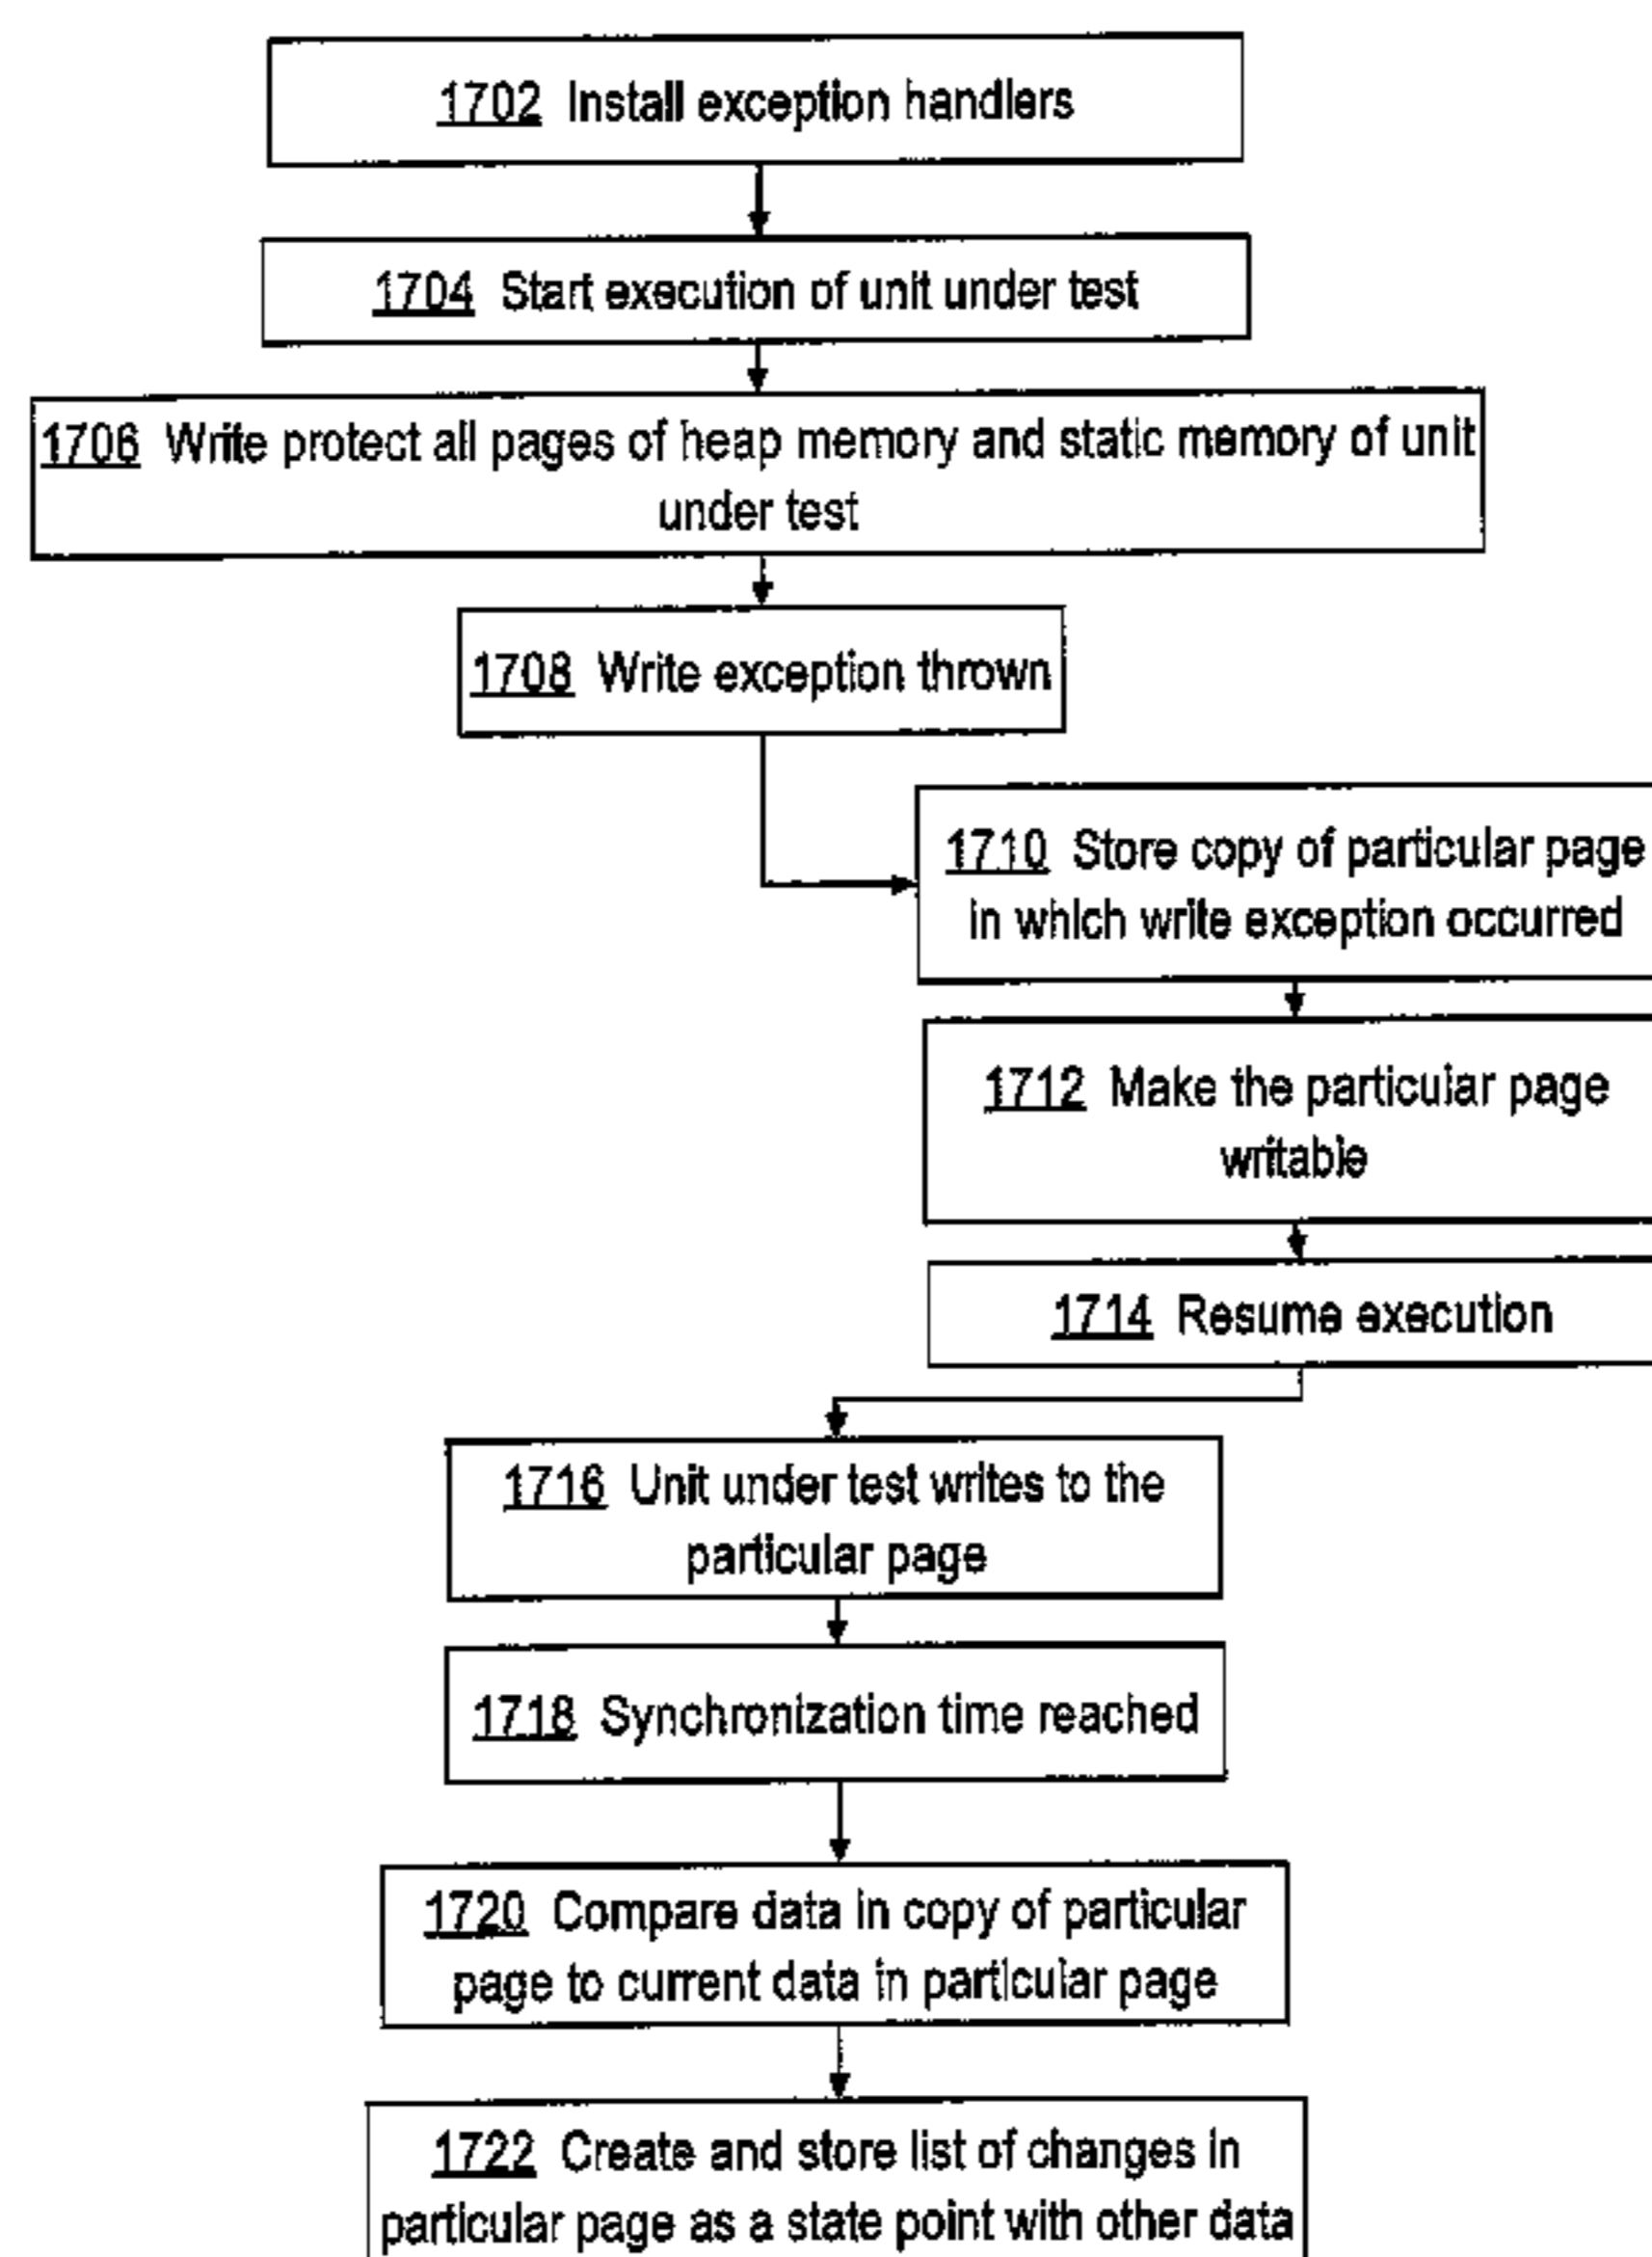 1702 Install exception handlers
1704 Start execution of unit under test
1706 Write protect all pages of heap memory and static memory of unit
under test
1708 Write exception thrown
1710 Store copy of particular page
in which write exception occurred
1712 Make the particular page
writable
1714 Resume execution
1716 Unit under test writes to the
particular page
1718 Synchronization time reached
1720 Compare data in copy of particular
page to current data in particular page
1722 Create and store list of changes in
particular page as a state point with other data